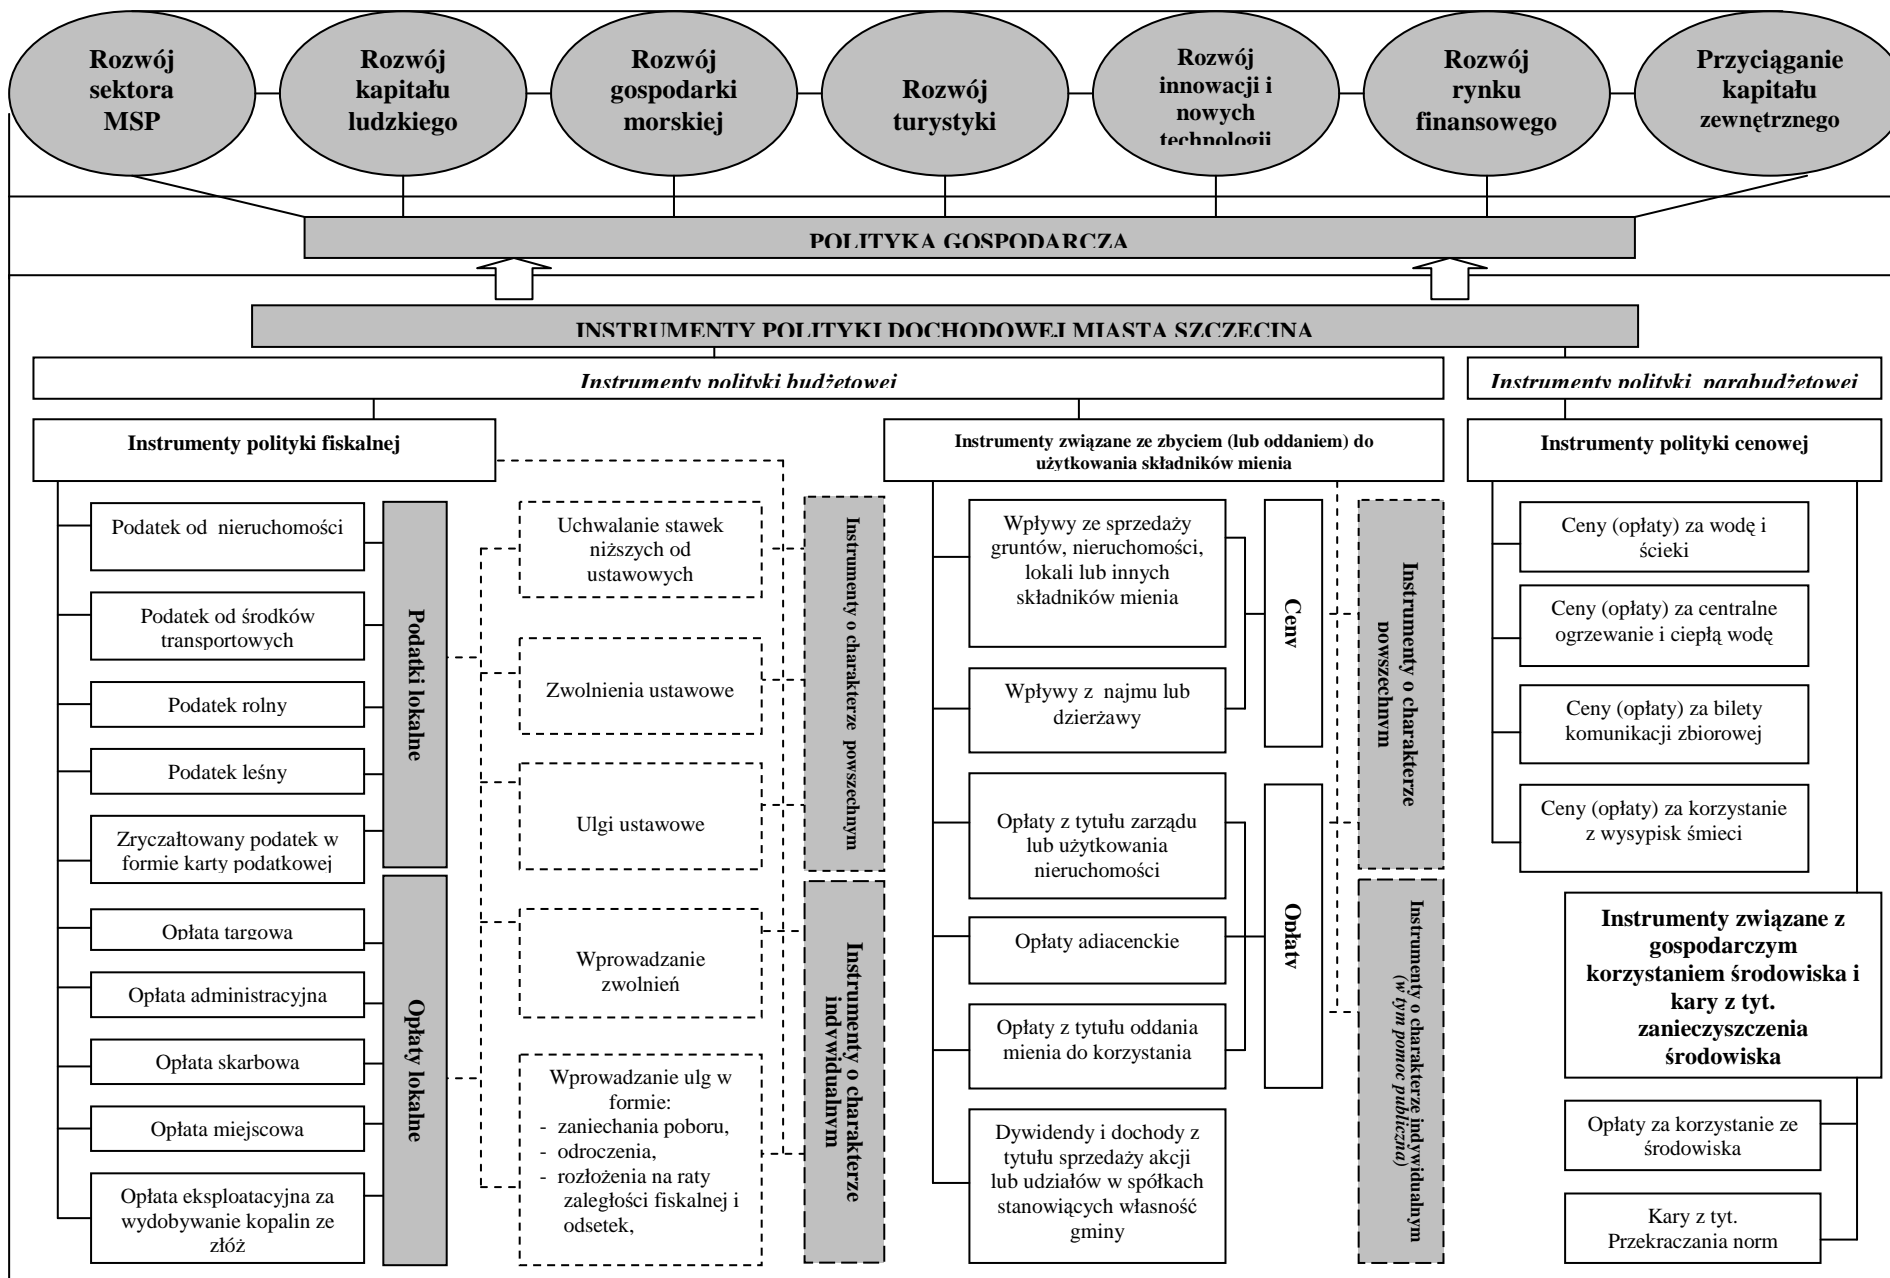 Rozwój
sektora
MSP
Rozwój
kapitału
ludzkiego
Rozwój
gospodarki
morskiej
Rozwój
turystyki
Rozwój
innowacji i
nowych
technologii
Rozwój
rynku
finansowego
Przyciąganie
kapitału
zewnętrznego
POLITYKA GOSPODARCZA
INSTRUMENTY POLITYKI DOCHODOWEJ MIASTA SZCZECINA
Instrumenty polityki budżetowej
Instrumenty polityki parabudżetowej
Instrumenty polityki fiskalnej
Instrumenty związane ze zbyciem (lub oddaniem) do
użytkowania składników mienia
Instrumenty polityki cenowej
Podatek od nieruchomości
Podatek od środków
transportowych
Podatek rolny
Podatek leśny
Zryczałtowany podatek w
formie karty podatkowej
Opłata targowa
Opłata administracyjna
Opłata skarbowa
Opłata miejscowa
Opłata eksploatacyjna za
wydobywanie kopalin ze
złóż
Podatki lokalne
Opłaty lokalne
Uchwalanie stawek
niższych od
ustawowych
Zwolnienia ustawowe
Ulgi ustawowe
Wprowadzanie
zwolnień
Wprowadzanie ulg w
formie:
- zaniechania poboru,
- odroczenia,
- rozłożenia na raty
zaległości fiskalnej i
odsetek,
Instrumenty o charakterze powszechnym
Instrumenty o charakterze
indywidualnym
Wpływy ze sprzedaży
gruntów, nieruchomości,
lokali lub innych
składników mienia
Wpływy z najmu lub
dzierżawy
Opłaty z tytułu zarządu
lub użytkowania
nieruchomości
Opłaty adiacenckie
Opłaty z tytułu oddania
mienia do korzystania
Dywidendy i dochody z
tytułu sprzedaży akcji
lub udziałów w spółkach
stanowiących własność
gminy
Ceny
Opłaty
Instrumenty o charakterze
powszechnym
Instrumenty o charakterze indywidualnym
(w tym pomoc publiczna)
Ceny (opłaty) za wodę i
ścieki
Ceny (opłaty) za centralne
ogrzewanie i ciepłą wodę
Ceny (opłaty) za bilety
komunikacji zbiorowej
Ceny (opłaty) za korzystanie
z wysypisk śmieci
Instrumenty związane z
gospodarczym
korzystaniem środowiska i
kary z tyt.
zanieczyszczenia
środowiska
Opłaty za korzystanie ze
środowiska
Kary z tyt.
Przekraczania norm